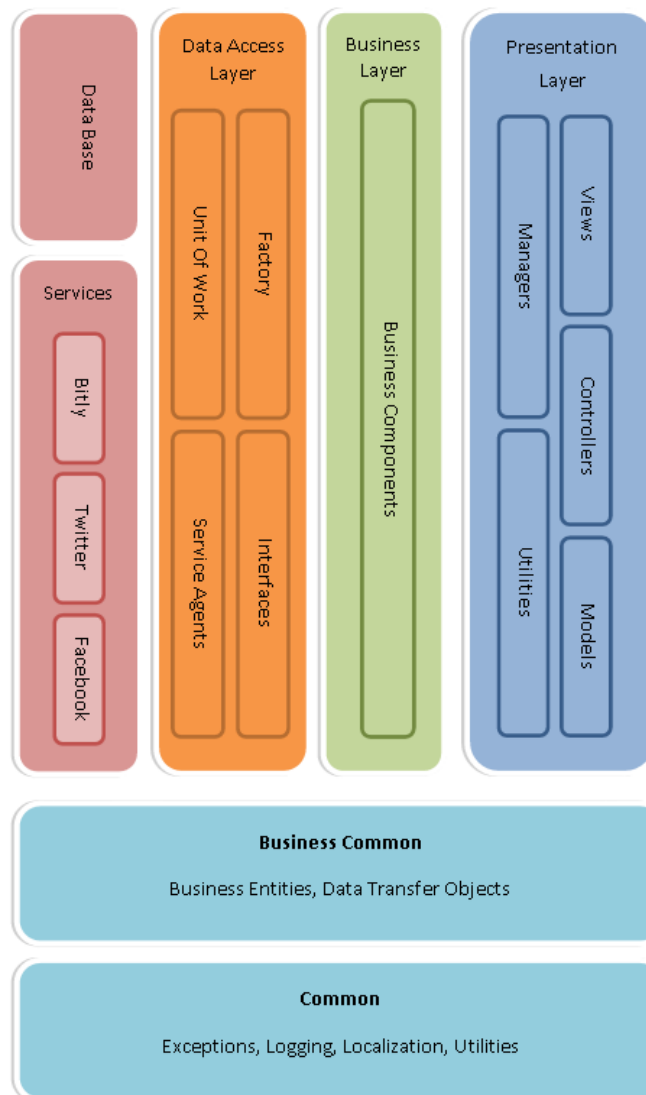 Data Base
Services
Bitly
Twitter
Facebook
Data Access
Layer
Unit Of Work
Factory
Service Agents
Interfaces
Business
Layer
Business Components
Presentation
Layer
Managers
Views
Controllers
Utilities
Models
Business Common
Business Entities, Data Transfer Objects
Common
Exceptions, Logging, Localization, Utilities